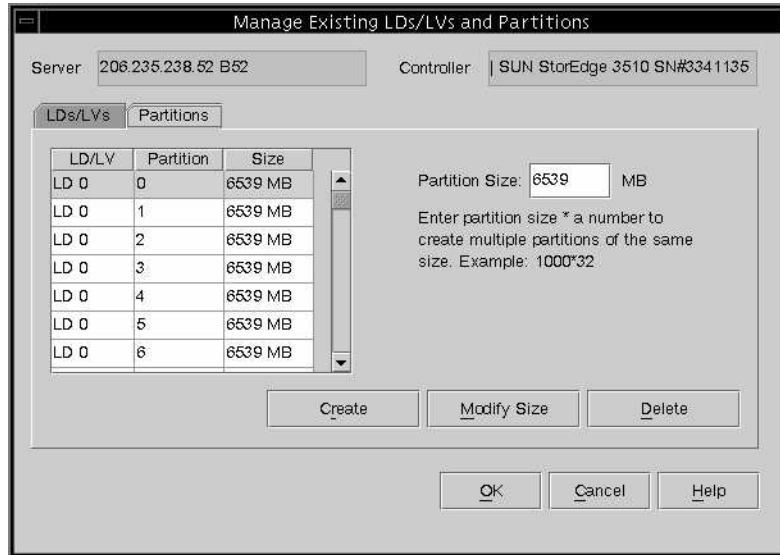 Manage Existing LDs/LVs and Partitions
Server 206.235.238.52 B52 Controller | SUN StorEdge 3510 SN#3341135
LDs/LVs Partitions
LD/LV Partition Size
LD 0 0 6539 MB
LD 0 1 6539 MB
LD 0 2 6539 MB
LD 0 3 6539 MB
LD 0 4 6539 MB
LD 0 5 6539 MB
LD 0 6 6539 MB
Partition Size: 6539 MB
Enter partition size * a number to
create multiple partitions of the same
size. Example: 1000*32
Create Modify Size Delete
OK Cancel Help